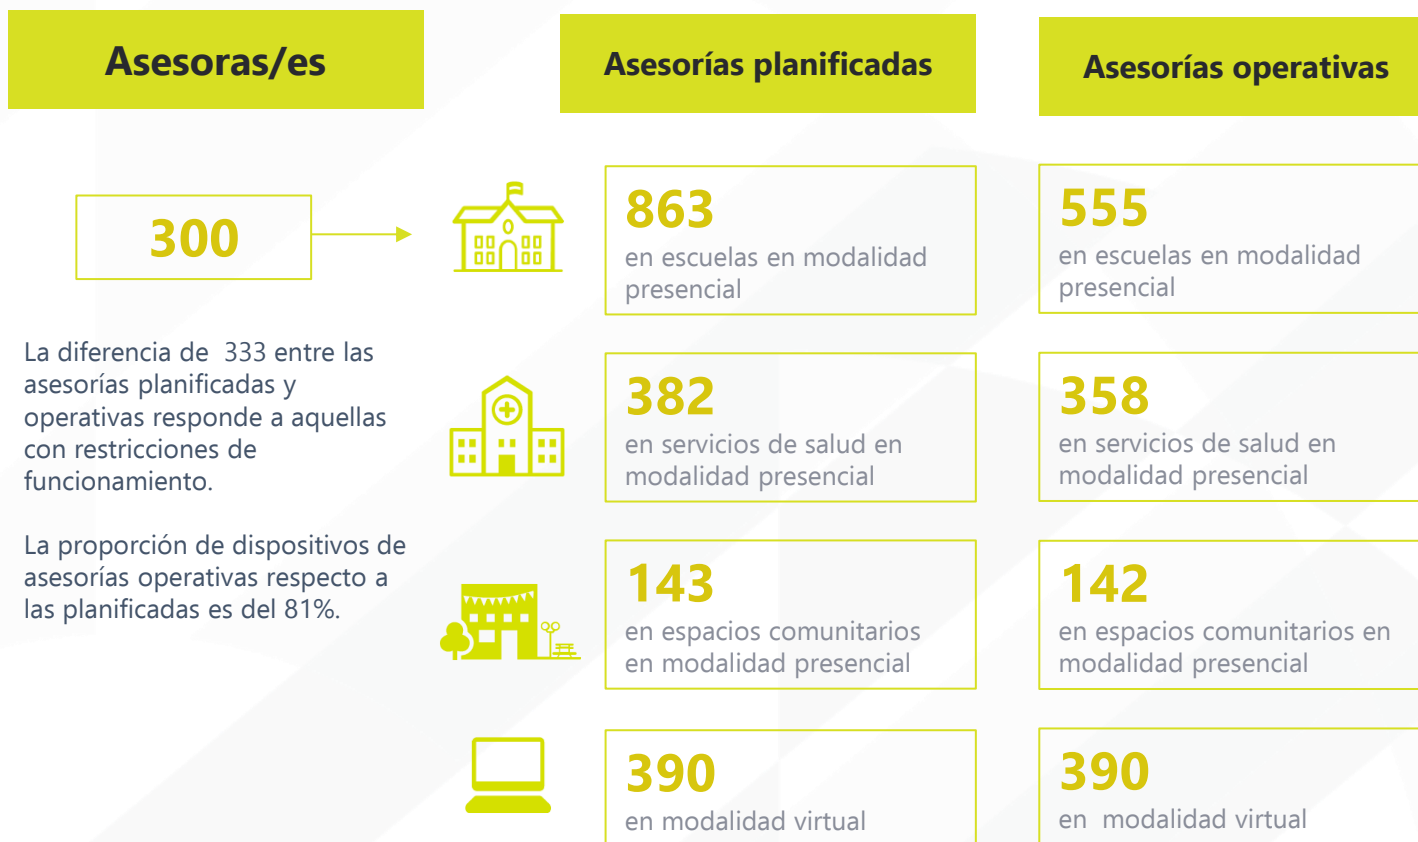 Asesoras/es
Asesorías planificadas
Asesorías operativas
300
La diferencia de  333 entre las
asesorías planificadas y
operativas responde a aquellas
con restricciones de
funcionamiento.
La proporción de dispositivos de
asesorías operativas respecto a
las planificadas es del 81%.
863
en escuelas en modalidad
presencial
555
en escuelas en modalidad
presencial
382
en servicios de salud en
modalidad presencial
358
en servicios de salud en
modalidad presencial
143
en espacios comunitarios
en modalidad presencial
142
en espacios comunitarios en
modalidad presencial
390
en modalidad virtual
390
en  modalidad virtual